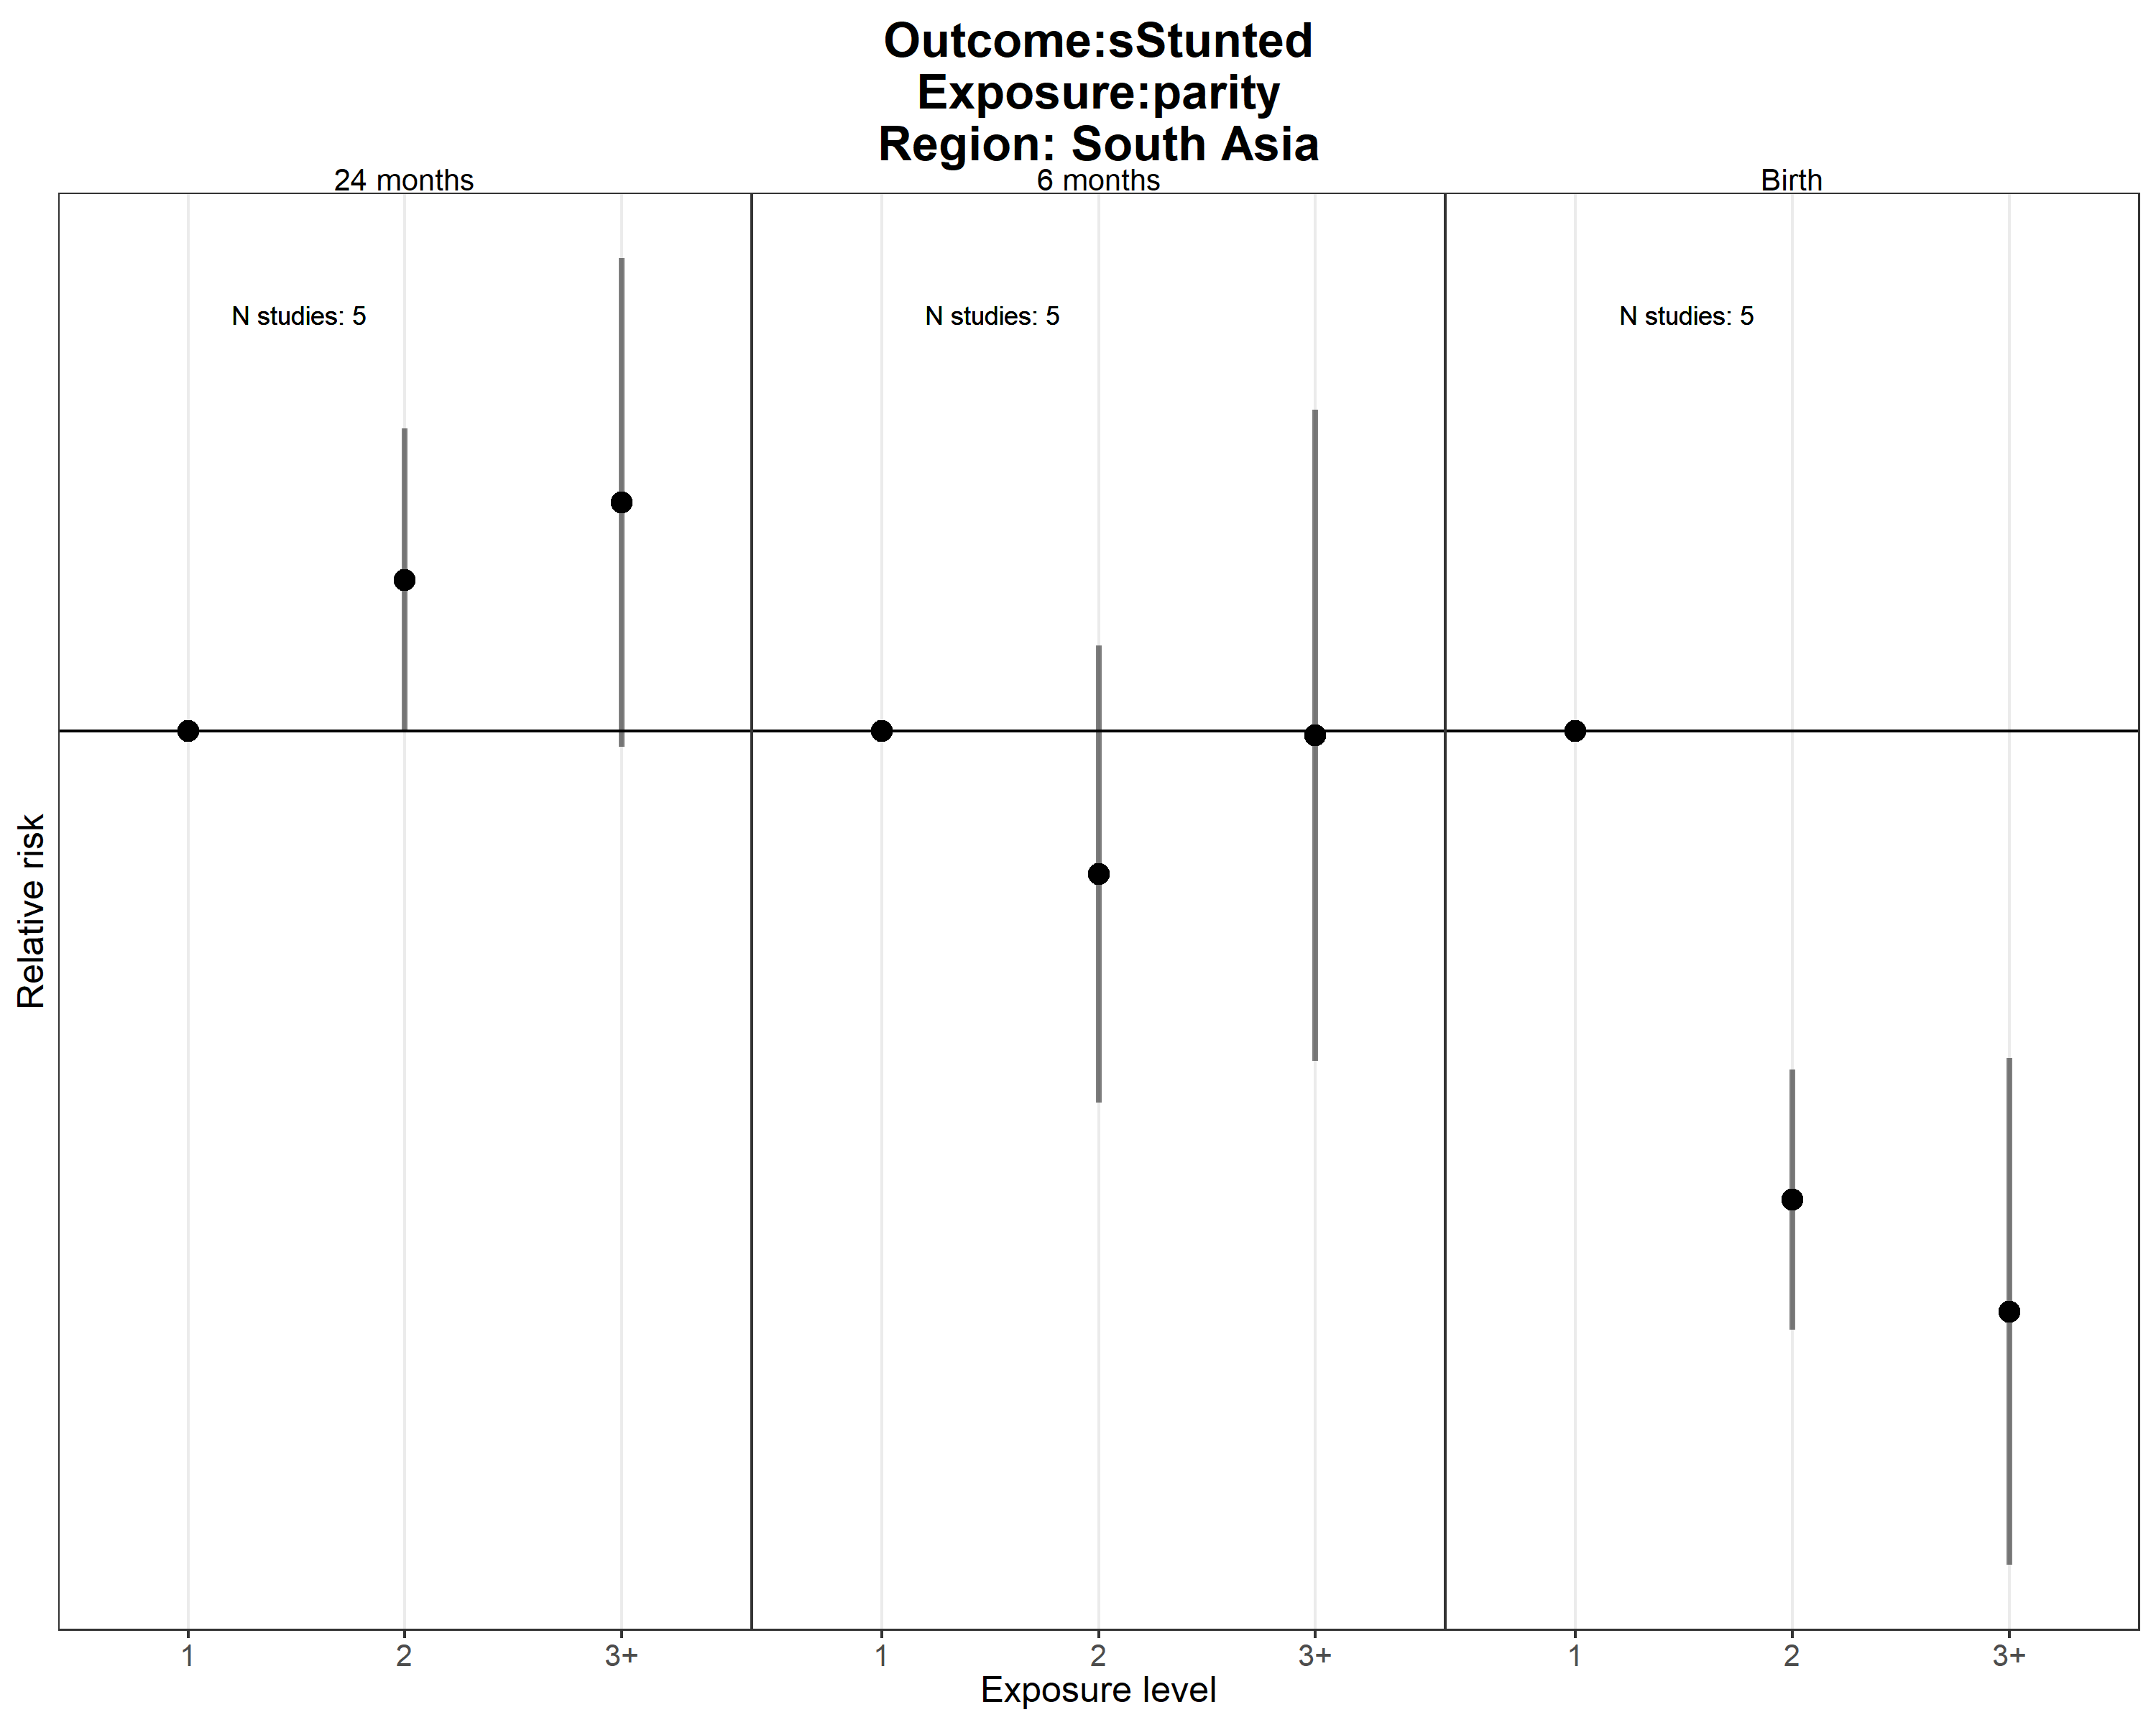 Outcome:sStunted
Exposure:parity
Region: South Asia
24 months
6 months
Birth
N studies: 5
N studies: 5
N studies: 5
Relative risk
1
2
3+
1
2
3+
1
2
3+
Exposure level